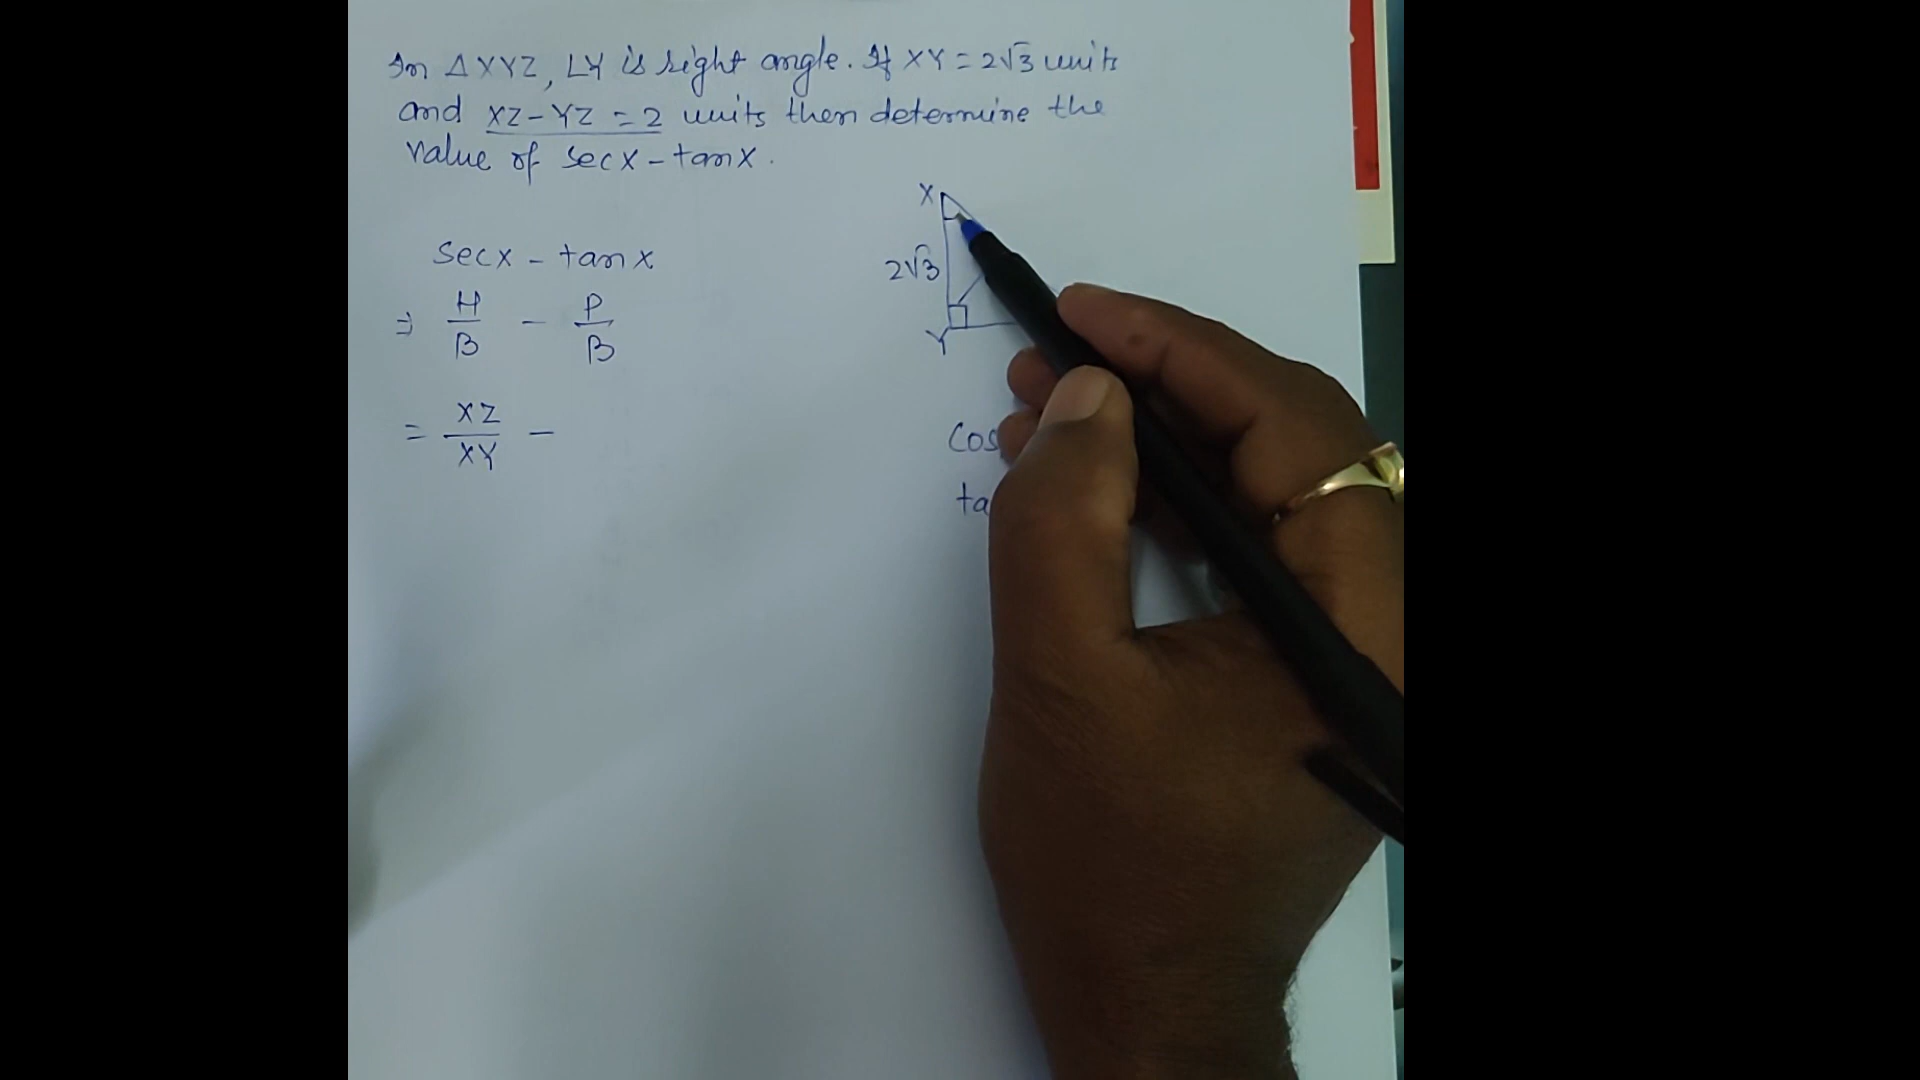 In ΔXYZ, ∠Y is right angle. If XY = 2√3 units
and XZ - YZ = 2 units then determine the
value of secX - tanX.
X
secx - tanx
2√3
⇒ H/B - P/B
Y
= XZ/XY -
Cos
ta